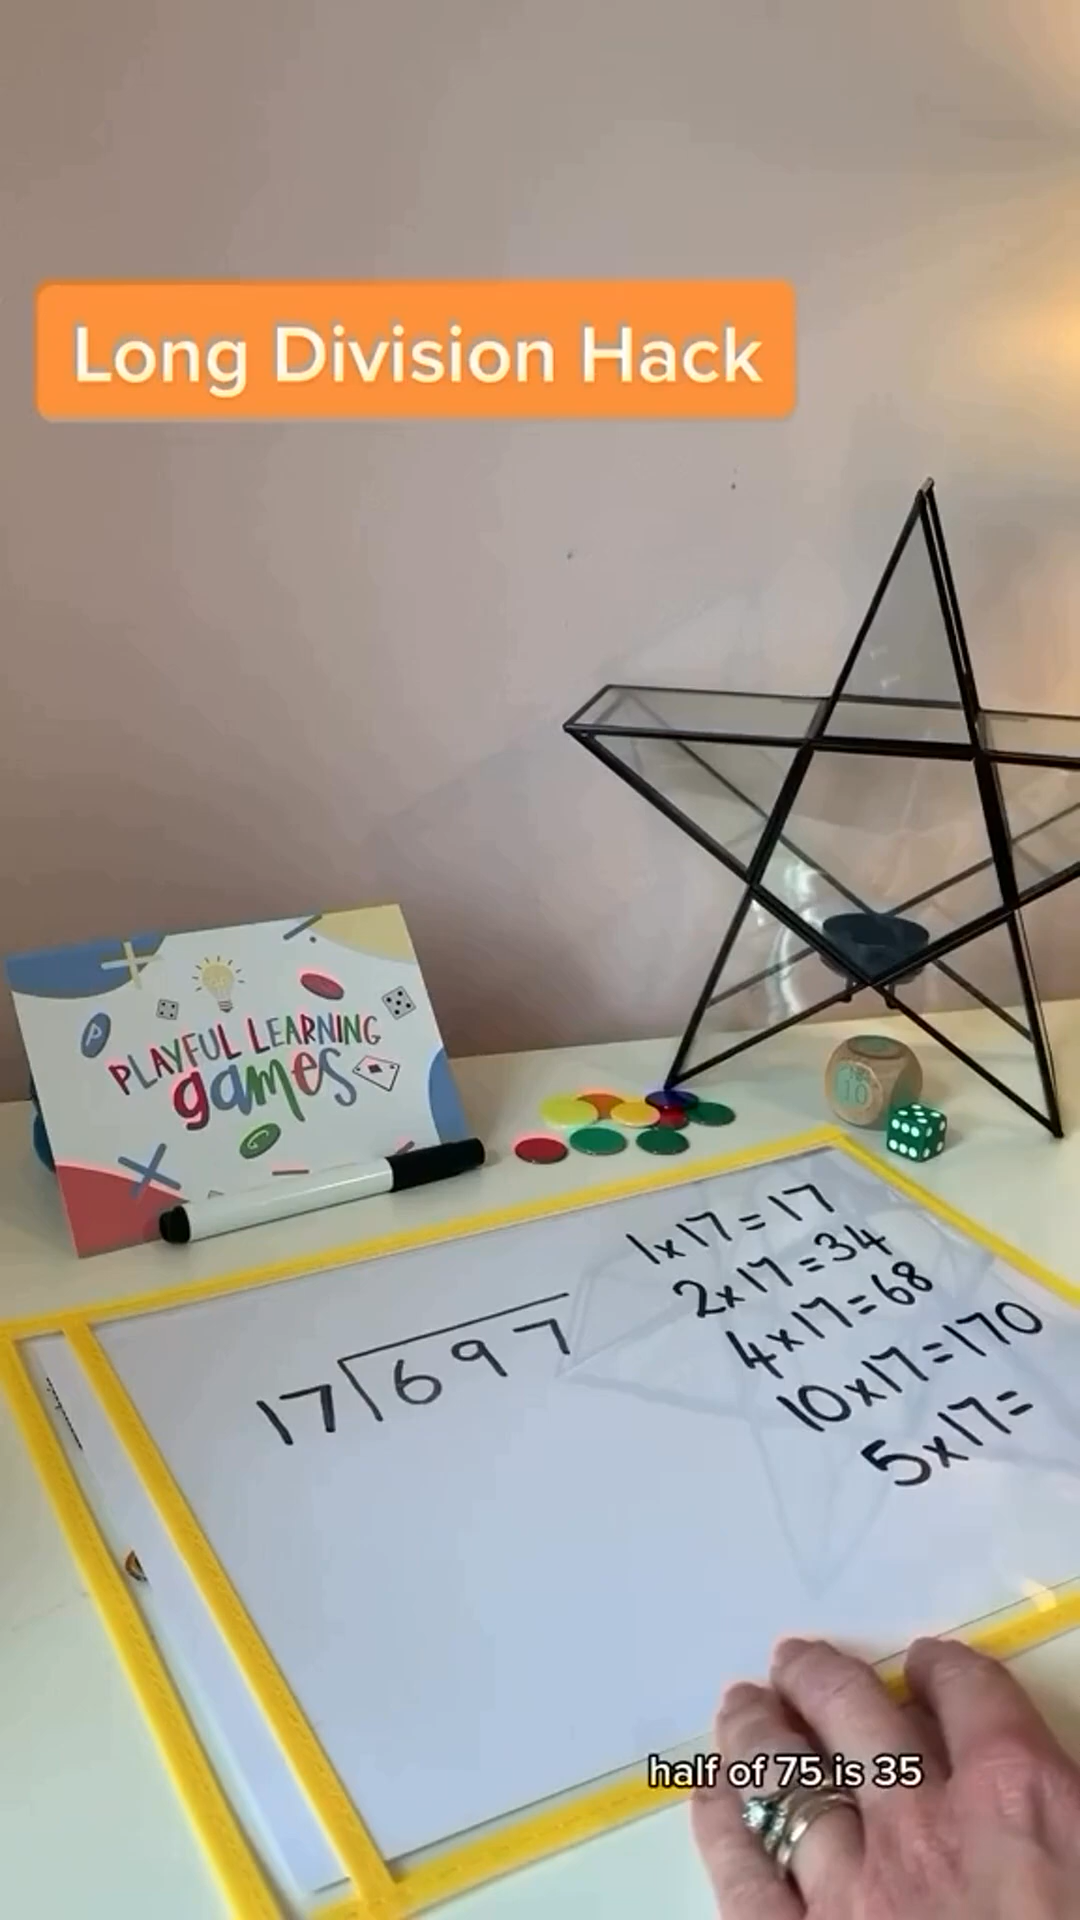 Long Division Hack
PLAYFUL LEARNING
games
1x17=17
2x17=34
4x17=68
10x17=170
5x17=
17 697
half of 75 is 35